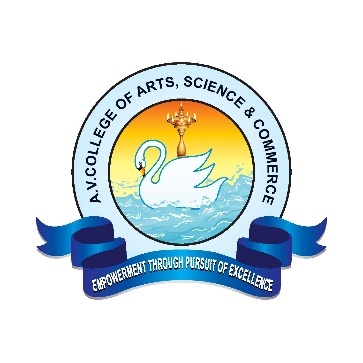 A.V.COLLEGE OF ARTS, SCIENCE & COMMERCE
EMPOWERMENT THROUGH PURSUIT OF EXCELLENCE